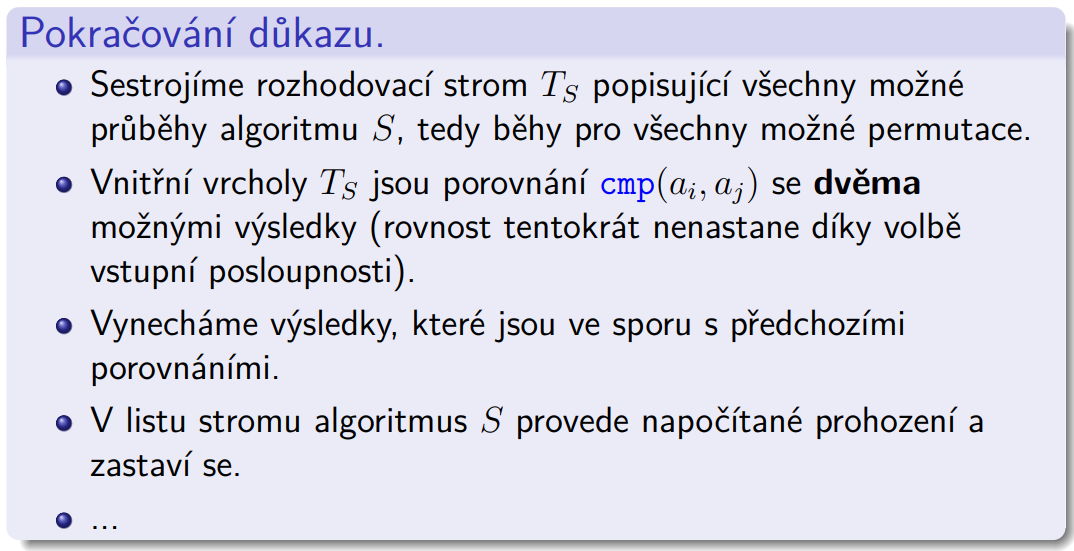 Pokračování důkazu.
Sestrojíme rozhodovací strom T_S popisující všechny možné
průběhy algoritmu S, tedy běhy pro všechny možné permutace.
Vnitřní vrcholy T_S jsou porovnání cmp(a_i, a_j) se dvěma
možnými výsledky (rovnost tentokrát nenastane díky volbě
vstupní posloupnosti).
Vynecháme výsledky, které jsou ve sporu s předchozími
porovnáními.
V listu stromu algoritmus S provede napočítané prohození a
zastaví se.
...